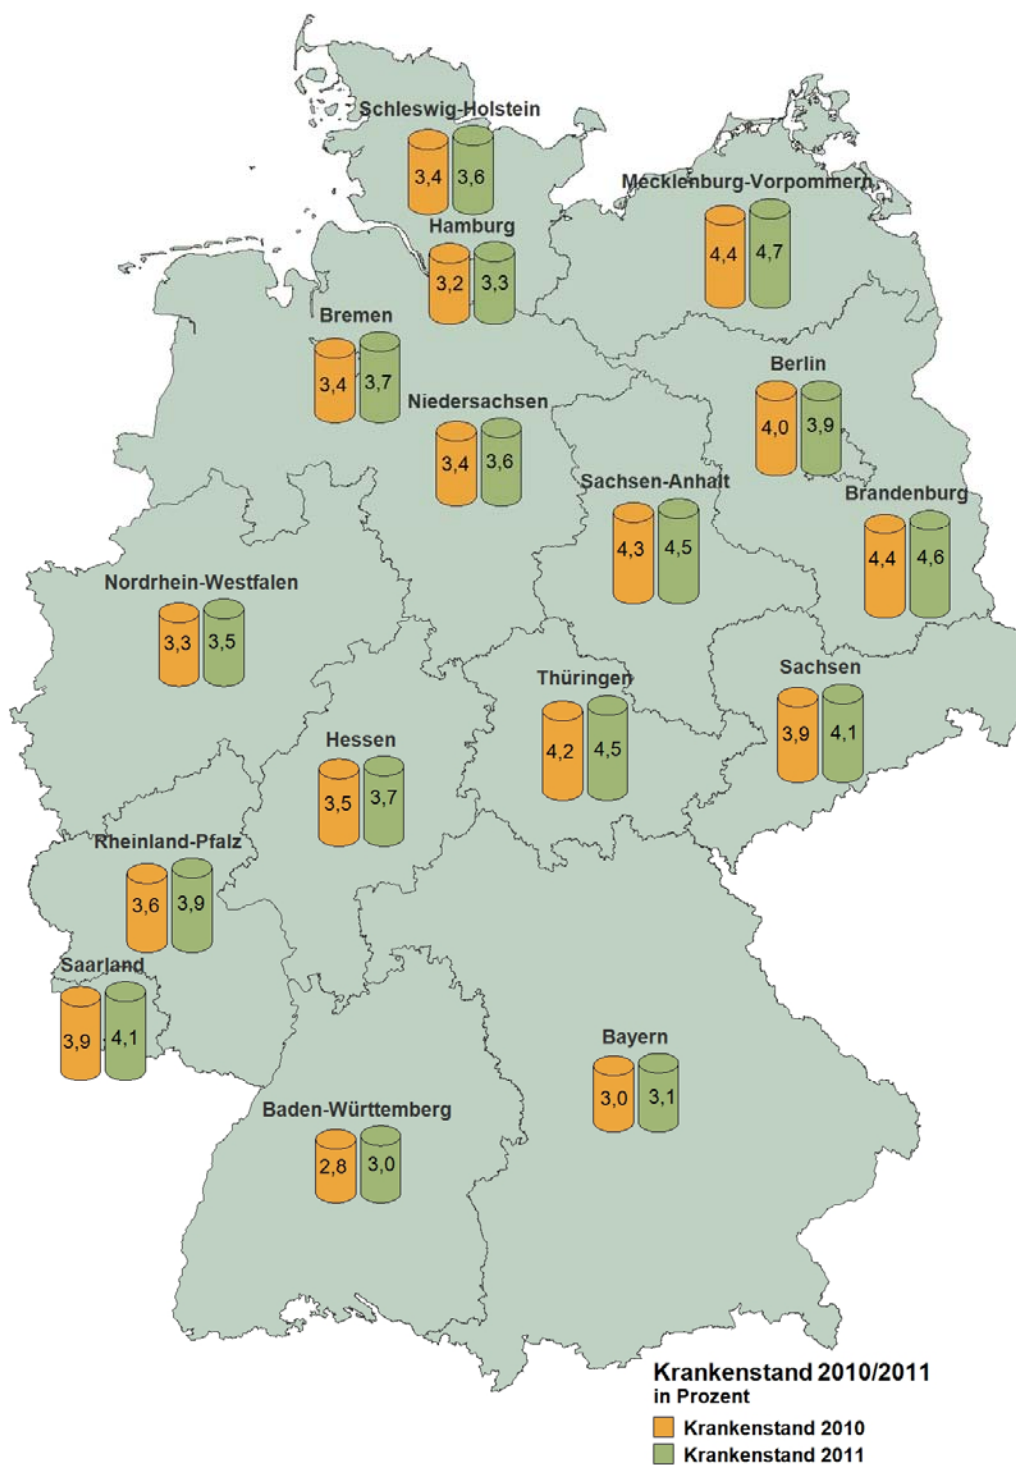 Schleswig-Holstein
3,4 3,6
Mecklenburg-Vorpommern
4,4 4,7
Hamburg
3,2 3,3
Bremen
3,4 3,7
Berlin
4,0 3,9
Niedersachsen
3,4 3,6
Sachsen-Anhalt
4,3 4,5
Brandenburg
4,4 4,6
Nordrhein-Westfalen
3,3 3,5
Sachsen
3,9 4,1
Thüringen
4,2 4,5
Hessen
3,5 3,7
Rheinland-Pfalz
3,6 3,9
Saarland
3,9 4,1
Bayern
3,0 3,1
Baden-Württemberg
2,8 3,0
Krankenstand 2010/2011
in Prozent
Krankenstand 2010
Krankenstand 2011